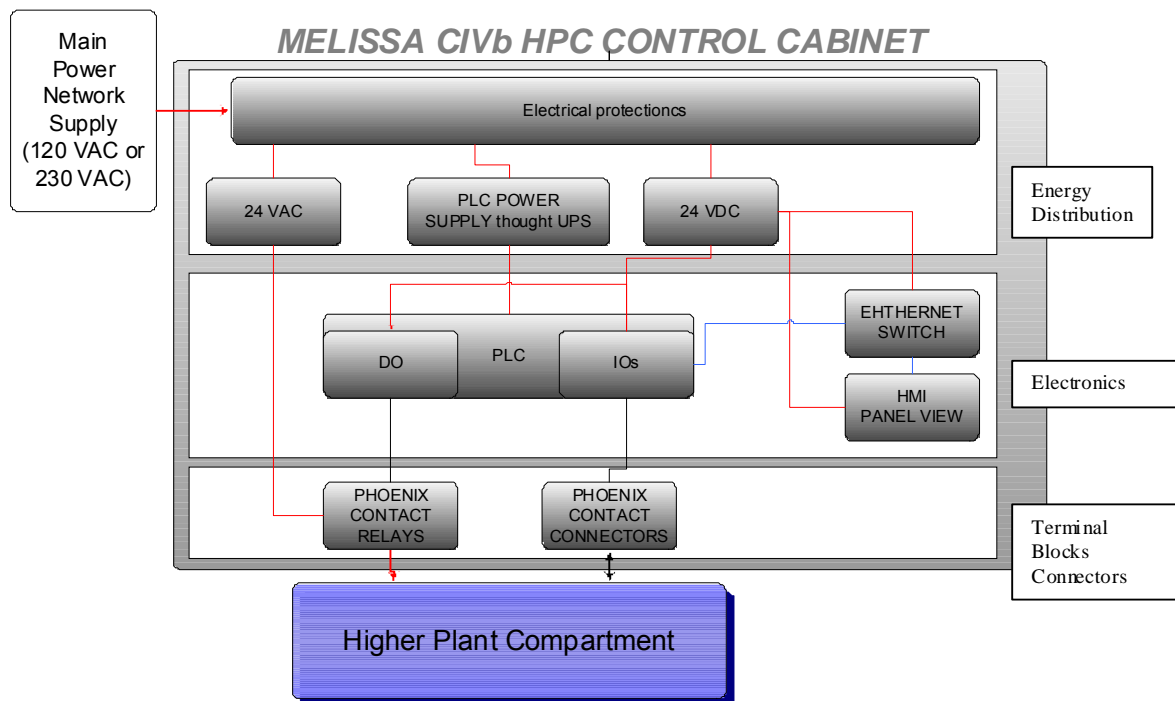 MELISSA CIVb HPC CONTROL CABINET
Main
Power
Network
Supply
(120 VAC or
230 VAC)
Electrical protectioncs
24 VAC
PLC POWER
SUPPLY thought UPS
24 VDC
Energy
Distribution
EHTHERNET
SWITCH
DO
PLC
IOs
HMI
PANEL VIEW
Electronics
PHOENIX
CONTACT
RELAYS
PHOENIX
CONTACT
CONNECTORS
Terminal
Blocks
Connectors
Higher Plant Compartment